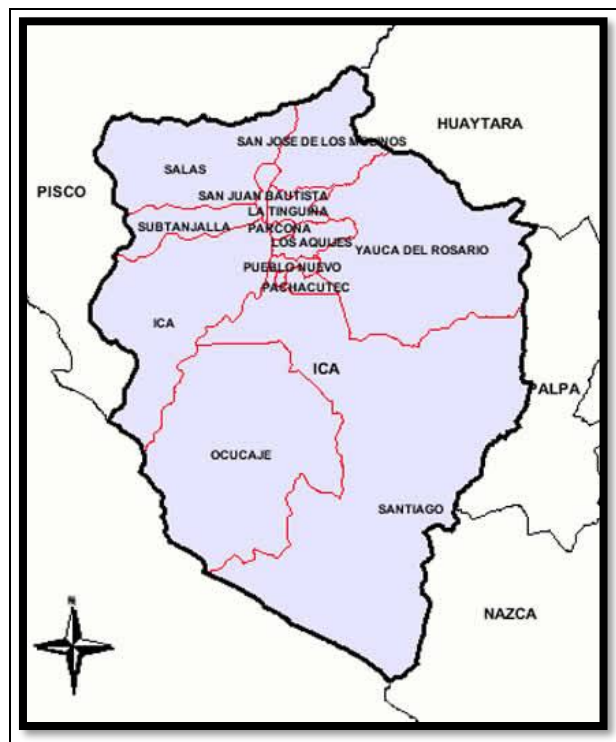 HUAYTARA
SAN JOSE DE LOS MOLINOS
SALAS
PISCO
SAN JUAN BAUTISTA
LA TINGUIÑA
SUBTANJALLA
PARCONA
LOS AQUIJES
YAUCA DEL ROSARIO
PUEBLO NUEVO
PACHACUTEC
ICA
ICA
PALPA
OCUCAJE
SANTIAGO
NAZCA
N